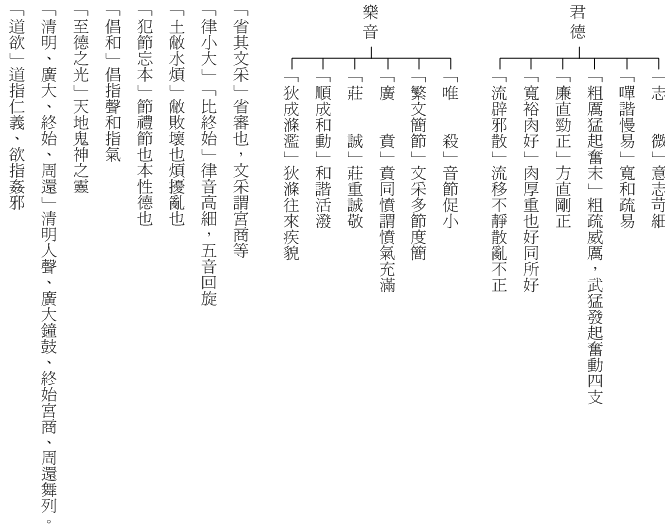 君德
「志　　微」意志苛細
「嘽諧慢易」寬和疏易
「粗厲猛起奮末」粗疏威厲，武猛發起奮動四支
「廉直勁正」方直剛正
「寬裕肉好」肉厚重也好同所好
「流辟邪散」流移不靜散亂不正
樂音
「唯　　殺」音節促小
「繁文簡節」文采多節度簡
「廣　　賁」賁同憤謂憤氣充滿
「莊　　誠」莊重誠敬
「順成和動」和諧活潑
「狄成滌濫」狄滌往來疾貌
「省其文采」省審也，文采謂宮商等
「律小大」「比終始」律音高細，五音回旋
「土敝水煩」敝敗壞也煩擾亂也
「犯節忘本」節禮節也本性德也
「倡和」倡指聲和指氣
「至德之光」天地鬼神之靈
「清明、廣大、終始、周還」清明人聲、廣大鐘鼓、終始宮商、周還舞列。
「道欲」道指仁義、欲指姦邪